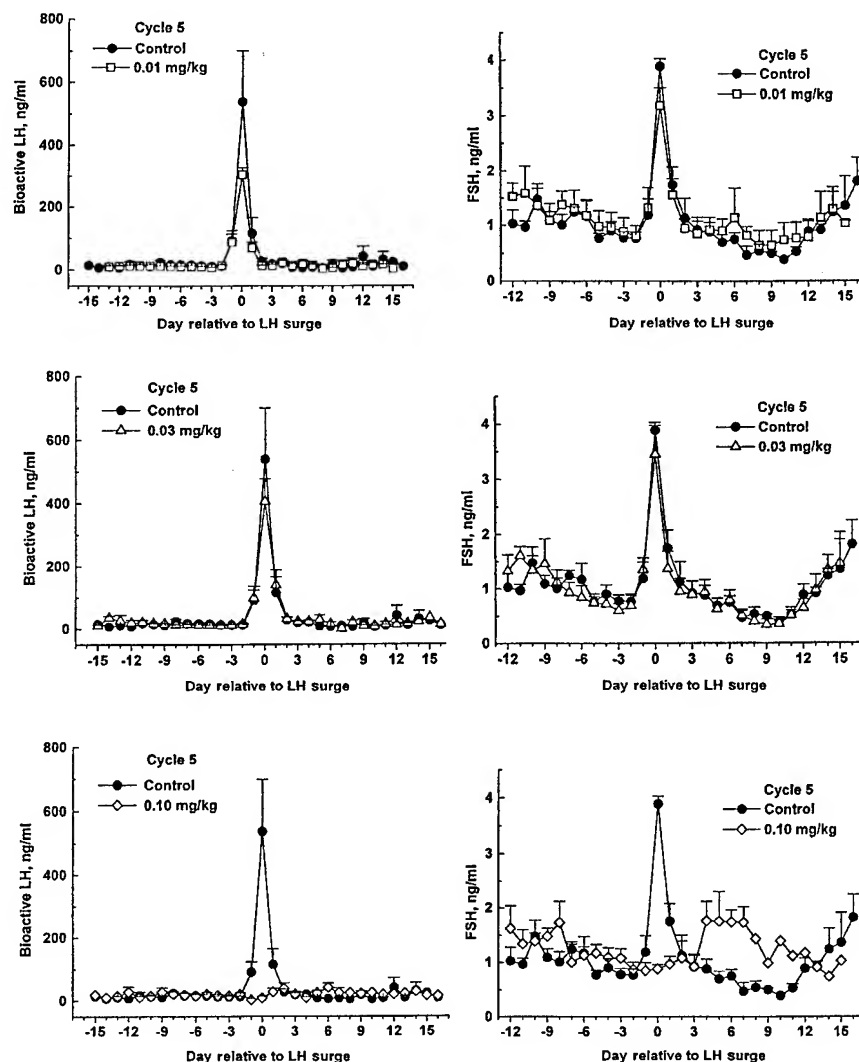 Cycle 5
Control
0.01 mg/kg
Bioactive LH, ng/ml
800
600
400
200
0
-15 -12 -9 -6 -3 0 3 6 9 12 15
Day relative to LH surge
Cycle 5
Control
0.01 mg/kg
FSH, ng/ml
4
3
2
1
0
-12 -9 -6 -3 0 3 6 9 12 15
Day relative to LH surge
Cycle 5
Control
0.03 mg/kg
Bioactive LH, ng/ml
800
600
400
200
0
-15 -12 -9 -6 -3 0 3 6 9 12 15
Day relative to LH surge
Cycle 5
Control
0.03 mg/kg
FSH, ng/ml
4
3
2
1
0
-12 -9 -6 -3 0 3 6 9 12 15
Day relative to LH surge
Cycle 5
Control
0.10 mg/kg
Bioactive LH, ng/ml
800
600
400
200
0
-15 -12 -9 -6 -3 0 3 6 9 12 15
Day relative to LH surge
Cycle 5
Control
0.10 mg/kg
FSH, ng/ml
4
3
2
1
0
-12 -9 -6 -3 0 3 6 9 12 15
Day relative to LH surge